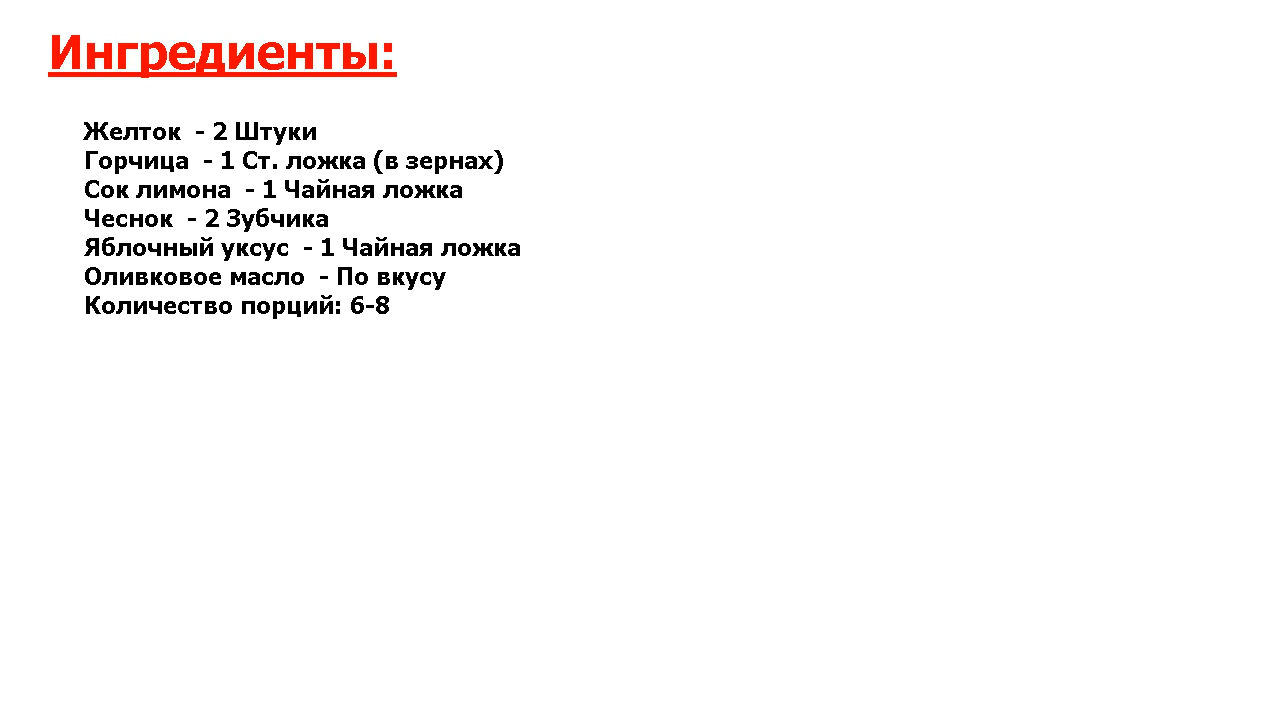 Ингредиенты:
Желток - 2 Штуки
Горчица - 1 Ст. ложка (в зернах)
Сок лимона - 1 Чайная ложка
Чеснок - 2 Зубчика
Яблочный уксус - 1 Чайная ложка
Оливковое масло - По вкусу
Количество порций: 6-8